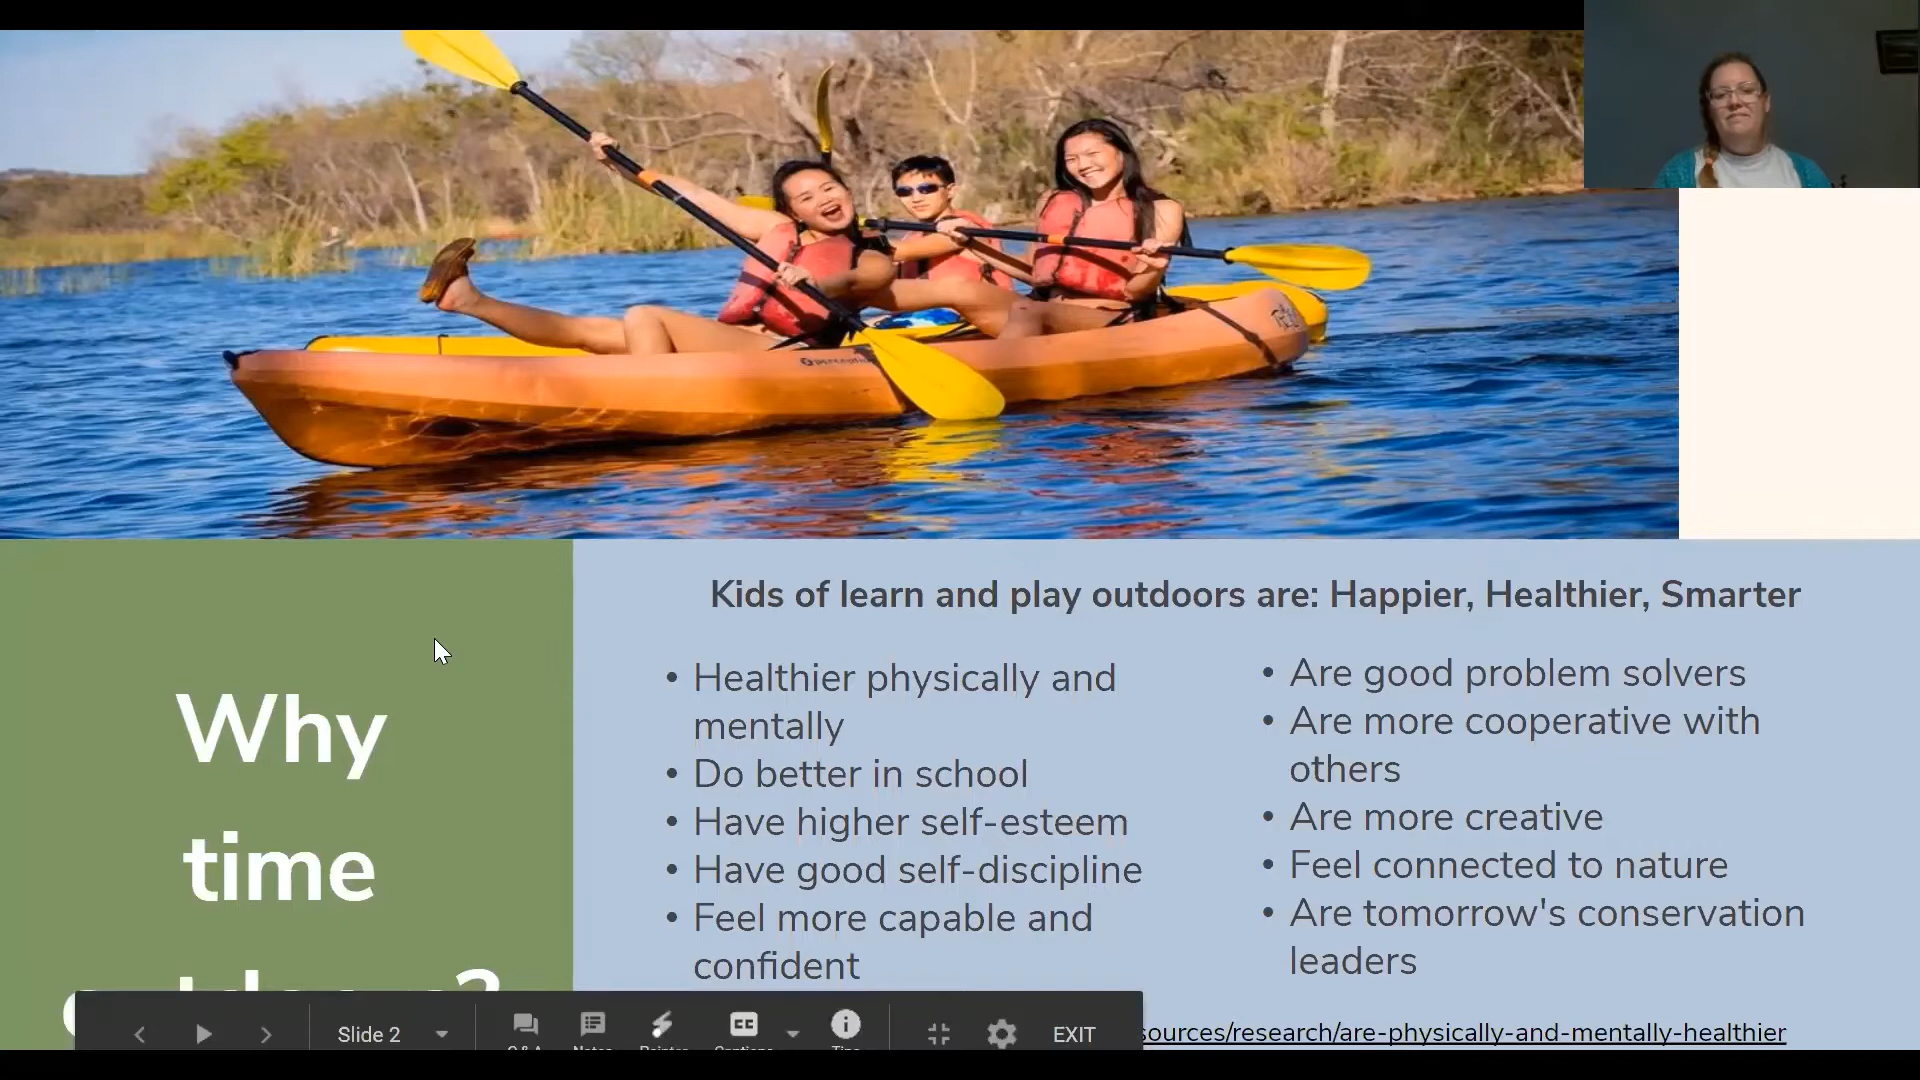 Kids of learn and play outdoors are: Happier, Healthier, Smarter
Why
time
• Healthier physically and
mentally
• Do better in school
• Have higher self-esteem
• Have good self-discipline
• Feel more capable and
confident
• Are good problem solvers
• Are more cooperative with
others
• Are more creative
• Feel connected to nature
• Are tomorrow's conservation
leaders
sources/research/are-physically-and-mentally-healthier
Slide 2
CC
EXIT